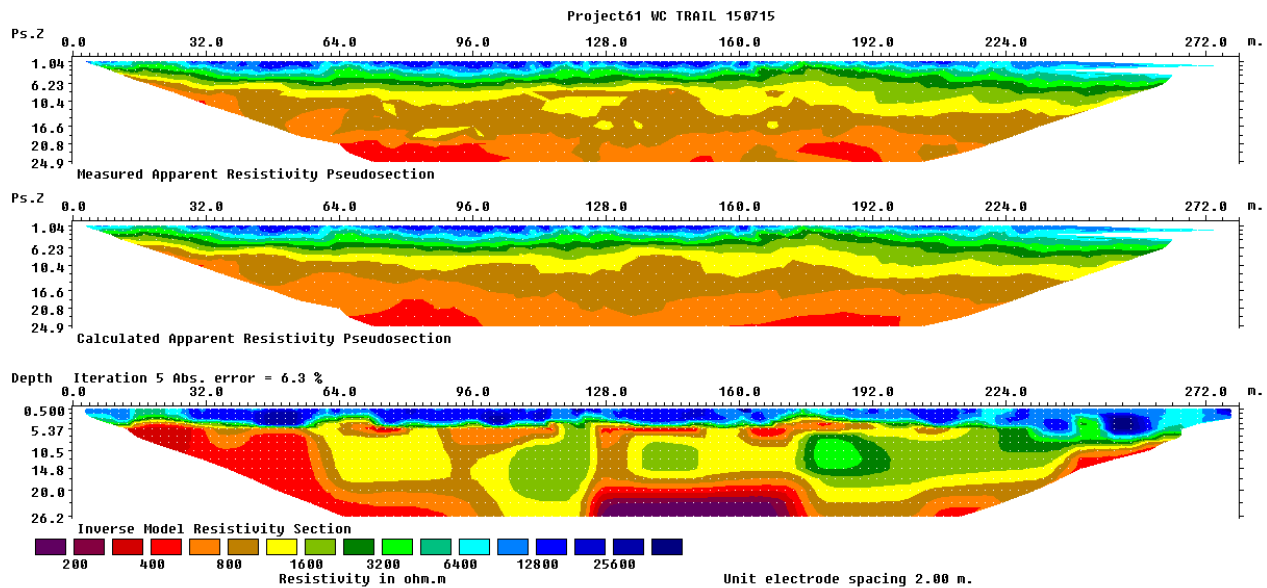 Project61 WC TRAIL 150715
Ps.Z
0.0 32.0 64.0 96.0 128.0 160.0 192.0 224.0 272.0 m.
1.04
6.23
10.4
16.6
20.8
24.9
Measured Apparent Resistivity Pseudosection
Ps.Z
0.0 32.0 64.0 96.0 128.0 160.0 192.0 224.0 272.0 m.
1.04
6.23
10.4
16.6
20.8
24.9
Calculated Apparent Resistivity Pseudosection
Depth Iteration 5 Abs. error = 6.3 %
0.0 32.0 64.0 96.0 128.0 160.0 192.0 224.0 272.0 m.
0.500
5.37
10.5
14.8
20.0
26.2
Inverse Model Resistivity Section
200 400 800 1600 3200 6400 12800 25600
Resistivity in ohm.m Unit electrode spacing 2.00 m.